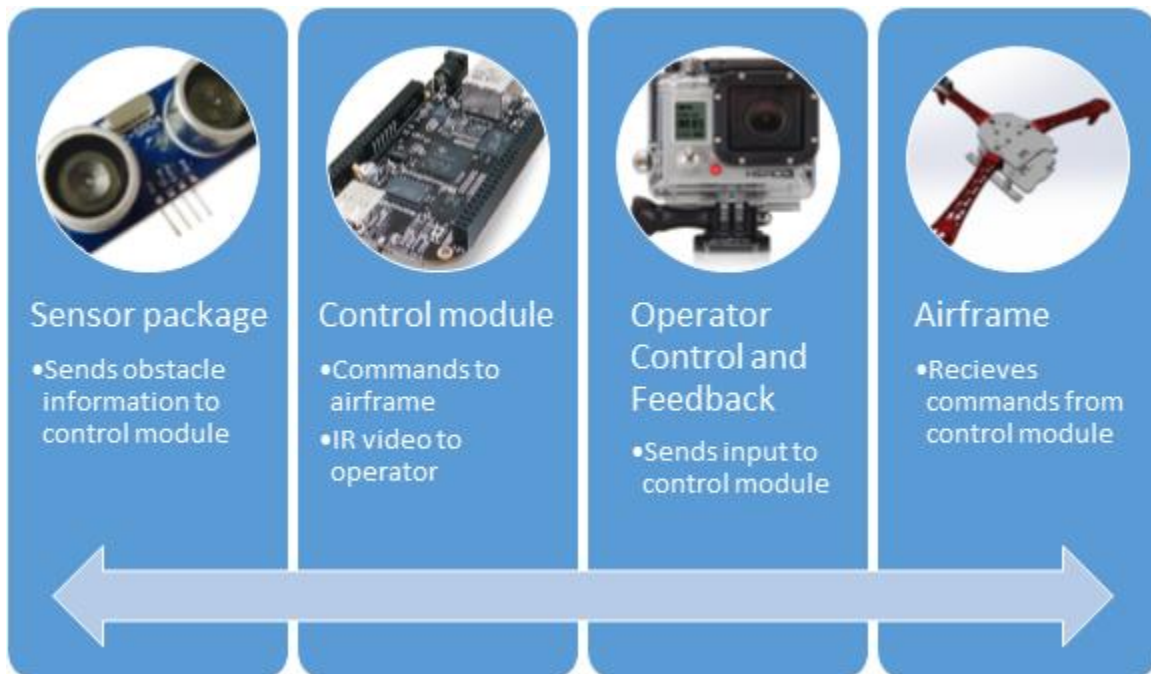 Sensor package
•Sends obstacle
information to
control module
Control module
•Commands to
airframe
•IR video to
operator
HERO3
Operator
Control and
Feedback
•Sends input to
control module
Airframe
•Recieves
commands from
control module